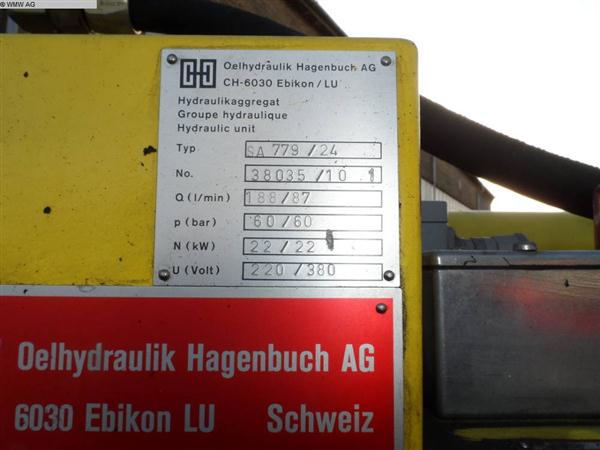 © WMW AG
Oelhydraulik Hagenbuch AG
CH-6030 Ebikon/LU
Hydraulikaggregat
Groupe hydraulique
Hydraulic unit
Typ SA 779/24
No. 38035/10 1
Q (l/min) 188/87
p (bar) 60/60
N (kW) 22/22
U (Volt) 220/380
Oelhydraulik Hagenbuch AG
6030 Ebikon LU Schweiz